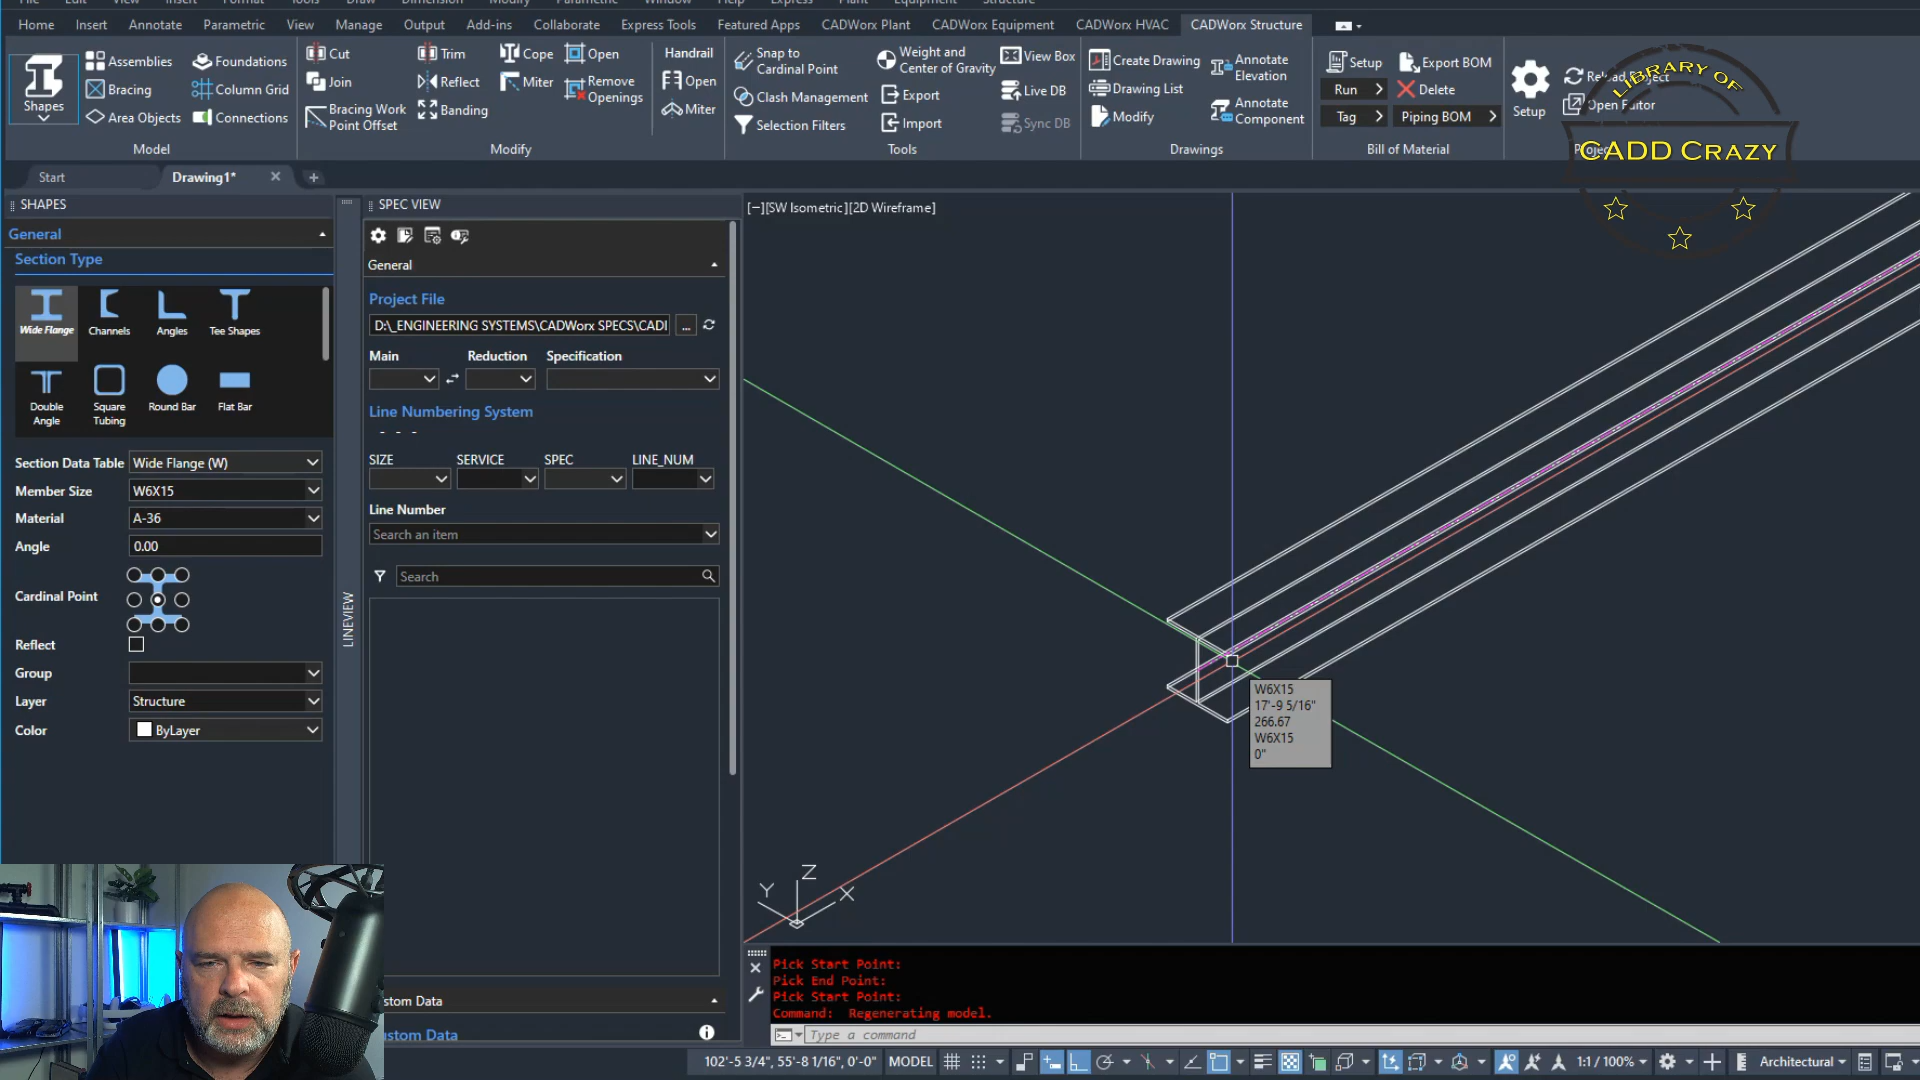 Home Insert Annotate Parametric View Manage Output Add-ins Collaborate Express Tools Featured Apps CADWorx Plant CADWorx Equipment CADWorx HVAC CADWorx Structure
Shapes
Assemblies
Bracing
Area Objects
Foundations
Column Grid
Connections
Model
Cut
Join
Bracing Work
Point Offset
Trim
Reflect
Banding
Cope
Miter
Open
Remove
Openings
Modify
Handrail
Open
Miter
Snap to
Cardinal Point
Clash Management
Selection Filters
Weight and
Center of Gravity
Export
Import
View Box
Live DB
Sync DB
Tools
Create Drawing
Drawing List
Modify
Annotate
Elevation
Annotate
Component
Drawings
Setup
Run
Tag
Export BOM
Delete
Piping BOM
Bill of Material
Setup
Reload Project
Open Editor
LIBRARY OF
CADD CRAZY
Start
Drawing1*
SHAPES
General
Section Type
Wide Flange
Channels
Angles
Tee Shapes
Double
Angle
Square
Tubing
Round Bar
Flat Bar
Section Data Table Wide Flange (W)
Member Size W6X15
Material A-36
Angle 0.00
Cardinal Point
Reflect
Group
Layer Structure
Color ByLayer
LINEVIEW
SPEC VIEW
General
Project File
D:\_ENGINEERING SYSTEMS\CADWorx SPECS\CADI ...
Main Reduction Specification
Line Numbering System
- - -
SIZE SERVICE SPEC LINE_NUM
Line Number
Search an item
Search
stom Data
ustom Data
[−][SW Isometric][2D Wireframe]
W6X15
17'-9 5/16"
266.67
W6X15
0"
Z
Y
X
Pick Start Point:
Pick End Point:
Pick Start Point:
Command: Regenerating model.
Type a command
102'-5 3/4", 55'-8 1/16", 0'-0" MODEL 1:1 / 100% Architectural